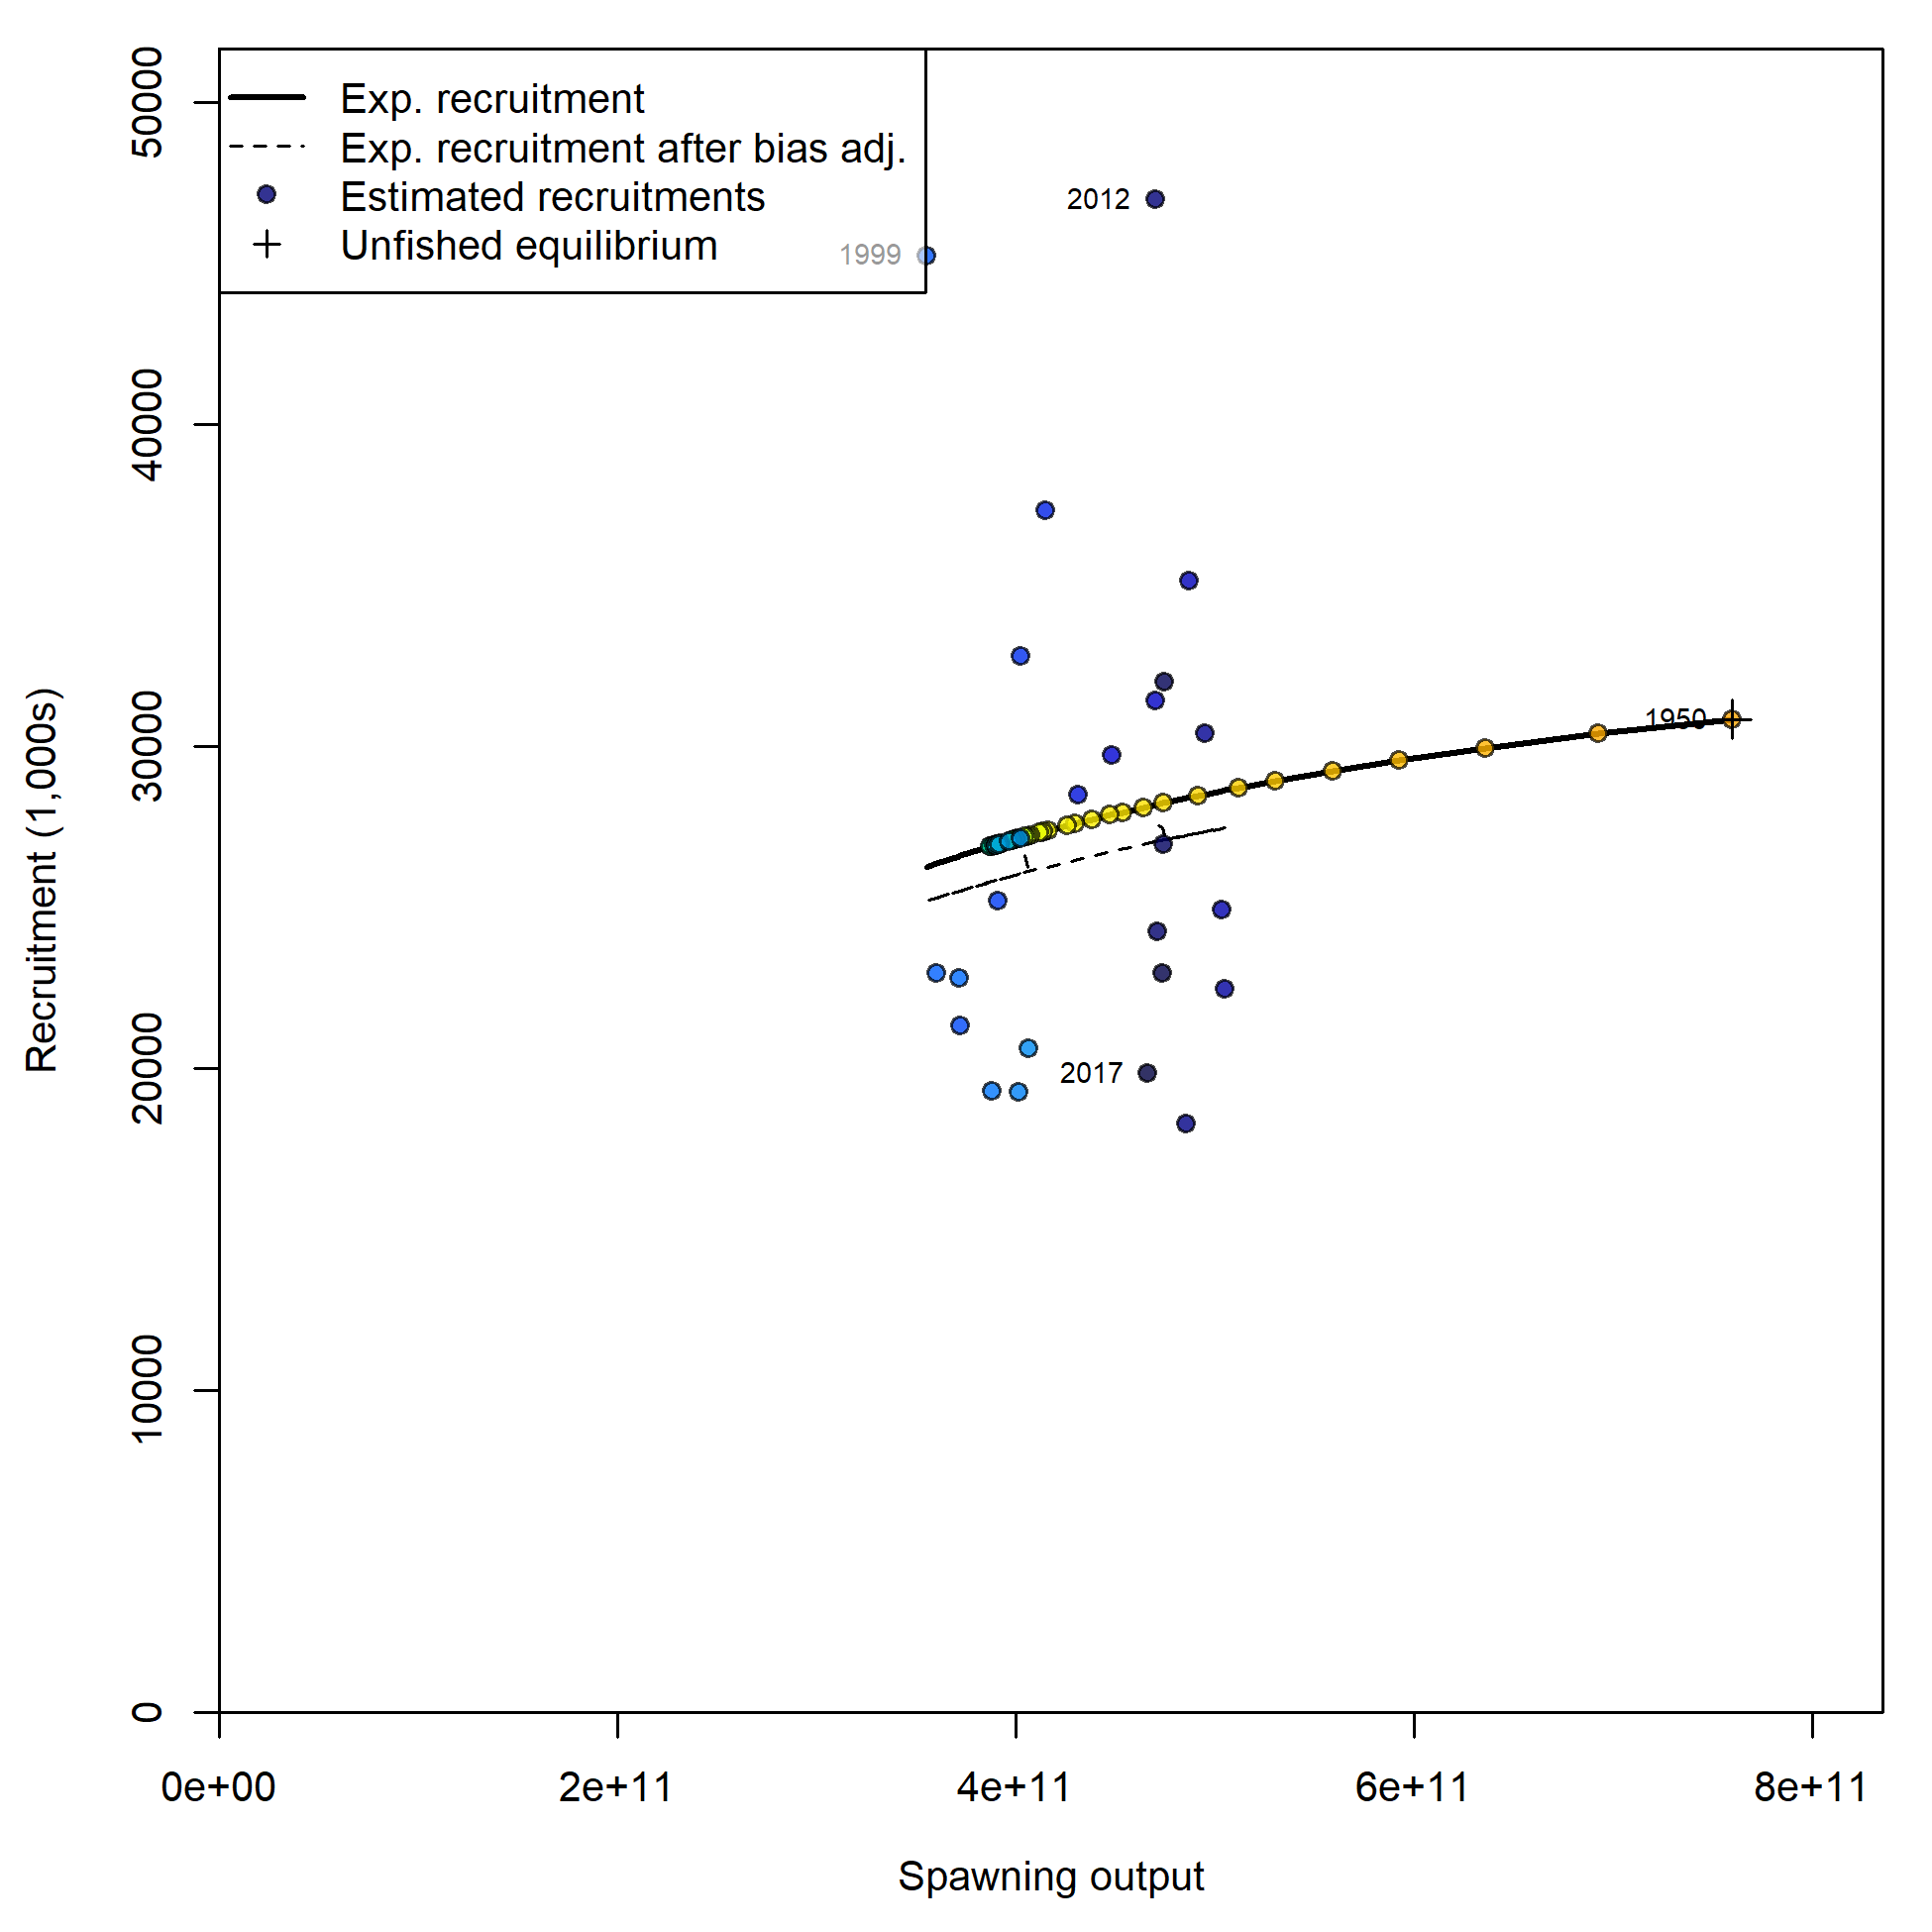 Exp. recruitment
Exp. recruitment after bias adj.
Estimated recruitments
Unfished equilibrium
2012
1999
1950
2017
50000
40000
30000
20000
10000
0
Recruitment (1,000s)
0e+00 2e+11 4e+11 6e+11 8e+11
Spawning output